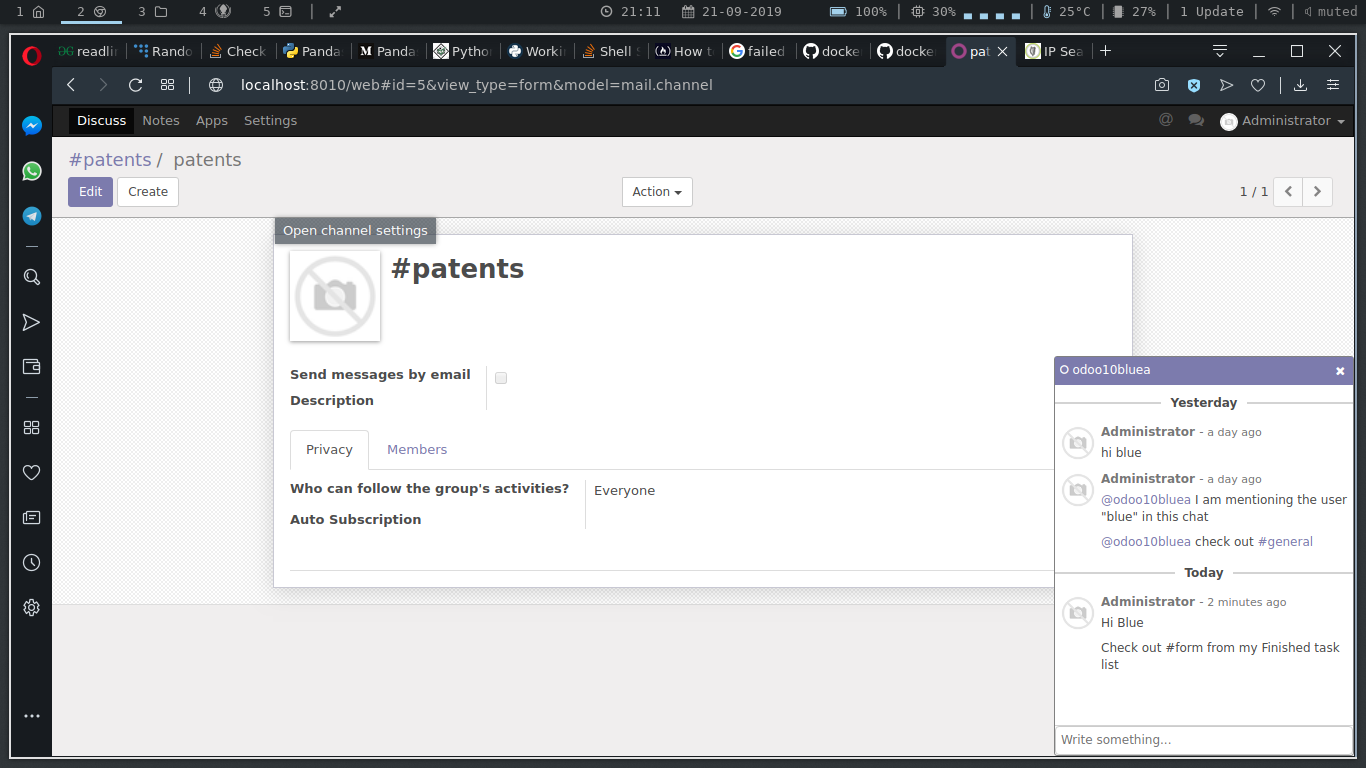 1 2 3 4 5 21:11 21-09-2019 100% 30% 25°C 27% 1 Update muted
readli Rando Check Panda Panda Pytho Worki Shell How t failed docke docke pat IP Sea
localhost:8010/web#id=5&view_type=form&model=mail.channel
Discuss Notes Apps Settings @ Administrator
#patents / patents
Edit Create Action 1 / 1
Open channel settings
#patents
Send messages by email
Description
Privacy Members
Who can follow the group's activities? Everyone
Auto Subscription
odoo10bluea
Yesterday
Administrator - a day ago
hi blue
Administrator - a day ago
@odoo10bluea I am mentioning the user
"blue" in this chat
@odoo10bluea check out #general
Today
Administrator - 2 minutes ago
Hi Blue
Check out #form from my Finished task
list
Write something...